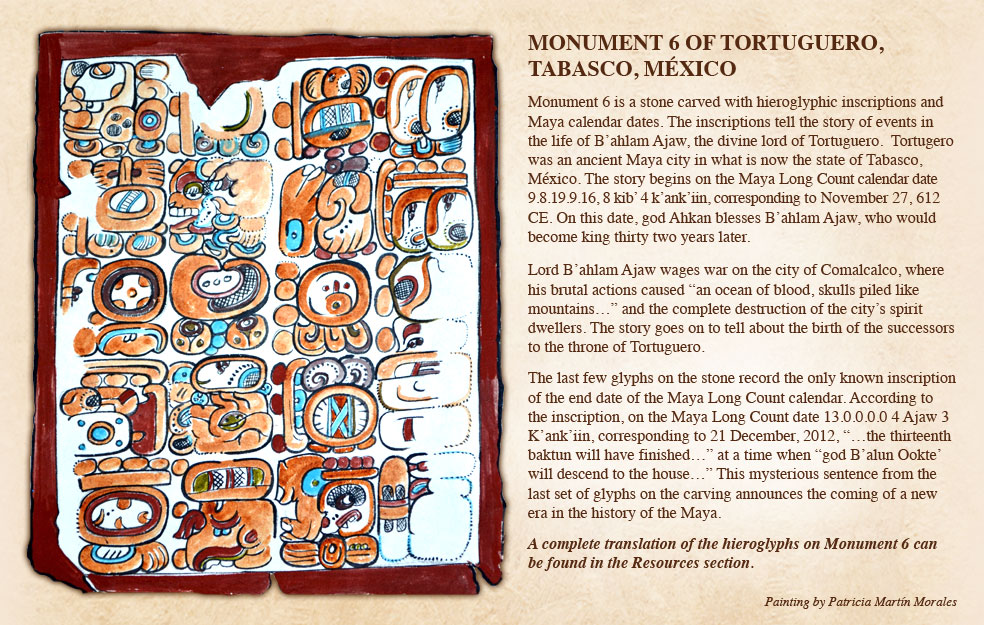 MONUMENT 6 OF TORTUGUERO,
TABASCO, MÉXICO
Monument 6 is a stone carved with hieroglyphic inscriptions and
Maya calendar dates. The inscriptions tell the story of events in
the life of B’ahlam Ajaw, the divine lord of Tortuguero.  Tortugero
was an ancient Maya city in what is now the state of Tabasco,
México. The story begins on the Maya Long Count calendar date
9.8.19.9.16, 8 kib’ 4 k’ank’iin, corresponding to November 27, 612
CE. On this date, god Ahkan blesses B’ahlam Ajaw, who would
become king thirty two years later.
Lord B’ahlam Ajaw wages war on the city of Comalcalco, where
his brutal actions caused “an ocean of blood, skulls piled like
mountains…” and the complete destruction of the city’s spirit
dwellers. The story goes on to tell about the birth of the successors
to the throne of Tortuguero.
The last few glyphs on the stone record the only known inscription
of the end date of the Maya Long Count calendar. According to
the inscription, on the Maya Long Count date 13.0.0.0.0 4 Ajaw 3
K’ank’iin, corresponding to 21 December, 2012, “…the thirteenth
baktun will have finished…” at a time when “god B’alun Ookte’
will descend to the house…” This mysterious sentence from the
last set of glyphs on the carving announces the coming of a new
era in the history of the Maya.
A complete translation of the hieroglyphs on Monument 6 can
be found in the Resources section.
Painting by Patricia Martín Morales